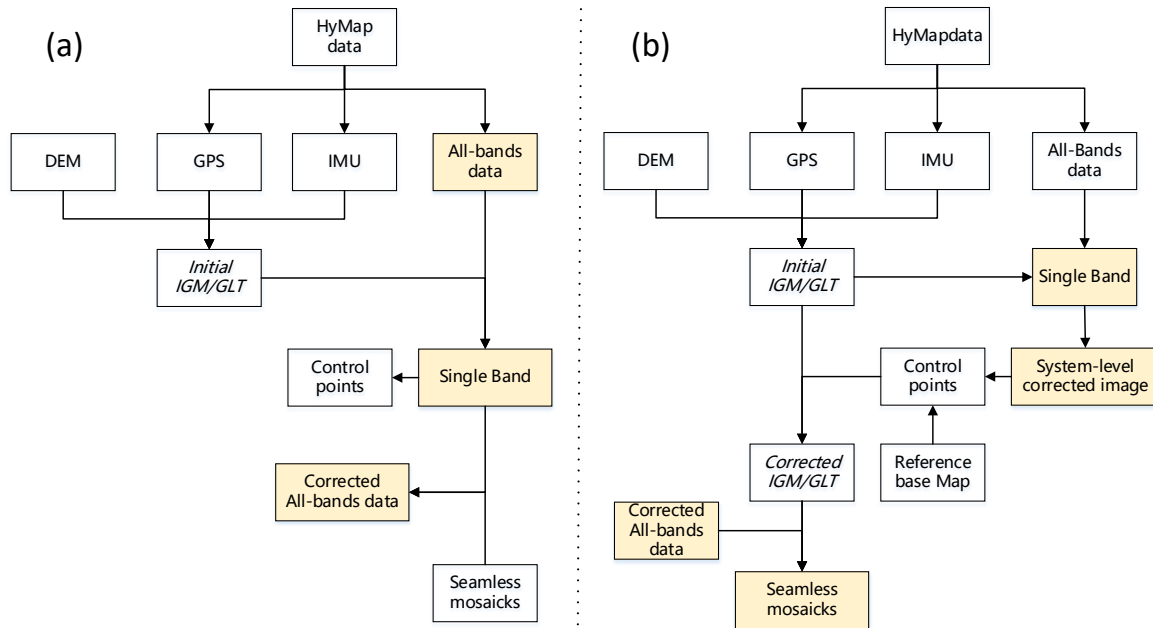 (a)
HyMap
data
DEM
GPS
IMU
All-bands
data
Initial
IGM/GLT
Control
points
Single Band
Corrected
All-bands data
Seamless
mosaicks
(b)
HyMapdata
DEM
GPS
IMU
All-Bands
data
Initial
IGM/GLT
Single Band
Control
points
System-level
corrected image
Corrected
IGM/GLT
Reference
base Map
Corrected
All-bands
data
Seamless
mosaicks